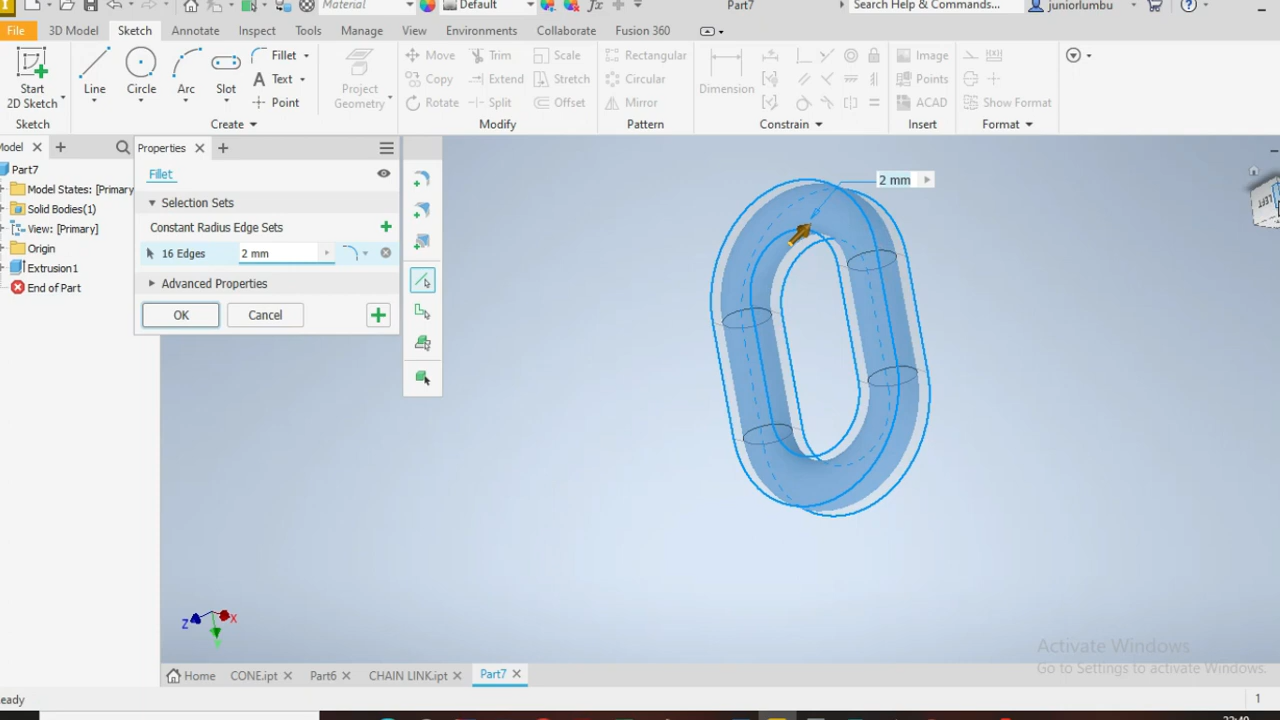 Material
Default
fx
Part7
Search Help & Commands...
juniorlumbu
File
3D Model
Sketch
Annotate
Inspect
Tools
Manage
View
Environments
Collaborate
Fusion 360
Start
2D Sketch
Line
Circle
Arc
Slot
Fillet
Text
Point
Project
Geometry
Move
Trim
Scale
Copy
Extend
Stretch
Rotate
Split
Offset
Rectangular
Circular
Mirror
Dimension
Image
Points
ACAD
Show Format
Sketch
Create
Modify
Pattern
Constrain
Insert
Format
Model
Part7
Model States: [Primary
Solid Bodies(1)
View: [Primary]
Origin
Extrusion1
End of Part
Properties
Fillet
Selection Sets
Constant Radius Edge Sets
16 Edges
2 mm
Advanced Properties
OK
Cancel
2 mm
LEFT
Z
X
Activate Windows
Go to Settings to activate Windows.
Home
CONE.ipt
Part6
CHAIN LINK.ipt
Part7
eady
1